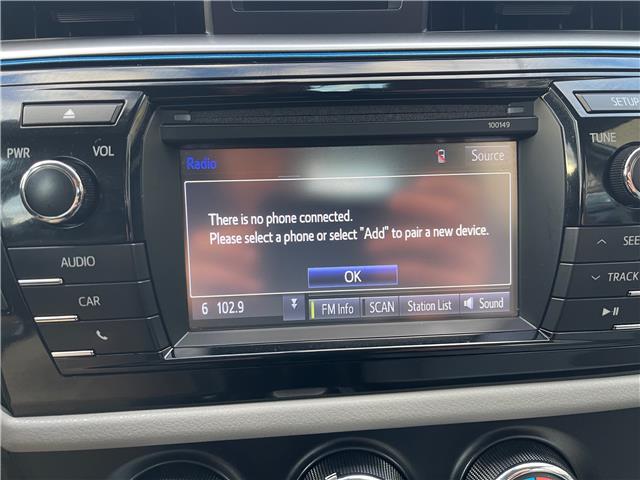 100149
SETUP
PWR
VOL
TUNE
Radio
Source
There is no phone connected.
Please select a phone or select "Add" to pair a new device.
OK
6 102.9
FM Info
SCAN
Station List
Sound
AUDIO
CAR
SEE
TRACK